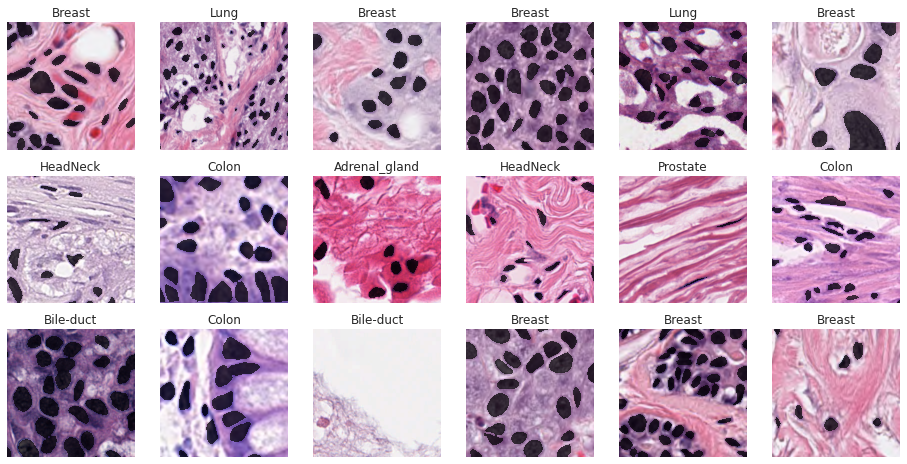 Breast Lung Breast Breast Lung Breast
HeadNeck Colon Adrenal_gland HeadNeck Prostate Colon
Bile-duct Colon Bile-duct Breast Breast Breast